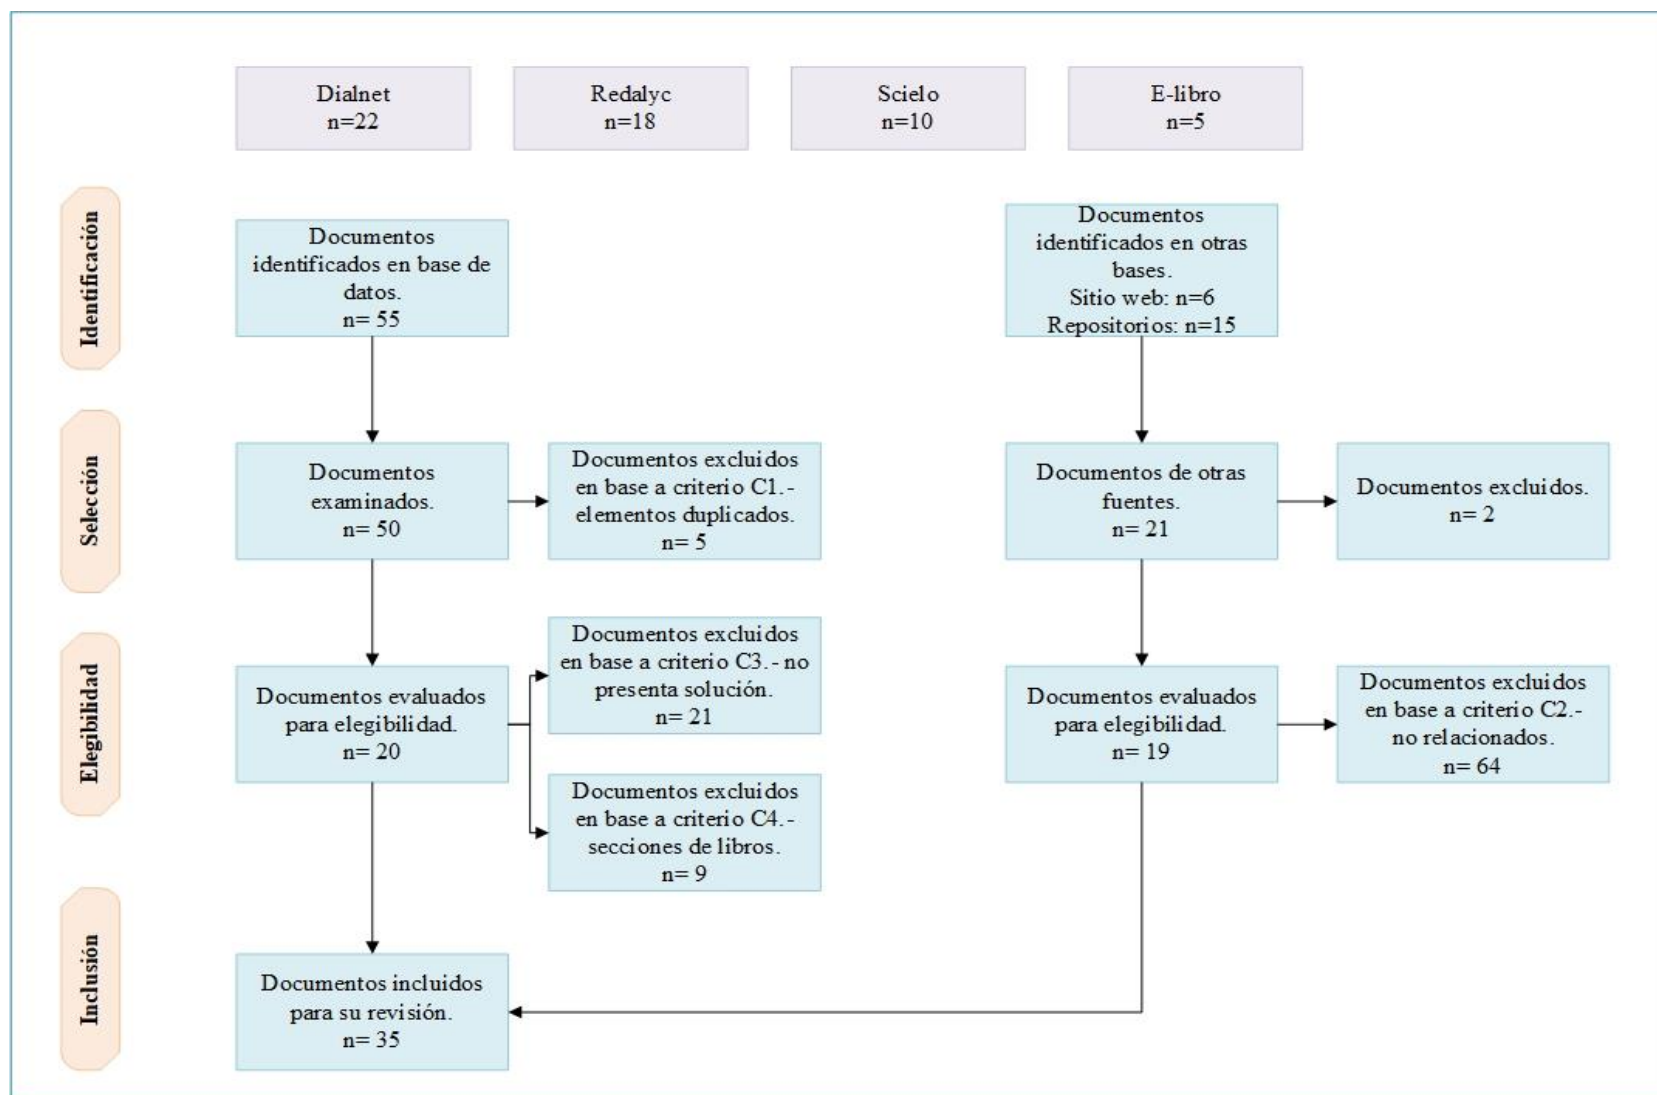 Dialnet
n=22
Redalyc
n=18
Scielo
n=10
E-libro
n=5
Identificación
Documentos
identificados en base de
datos.
n= 55
Documentos
identificados en otras
bases.
Sitio web: n=6
Repositorios: n=15
Selección
Documentos
examinados.
n= 50
Documentos excluidos
en base a criterio C1.-
elementos duplicados.
n= 5
Documentos de otras
fuentes.
n= 21
Documentos excluidos.
n= 2
Elegibilidad
Documentos evaluados
para elegibilidad.
n= 20
Documentos excluidos
en base a criterio C3.- no
presenta solución.
n= 21
Documentos excluidos
en base a criterio C4.-
secciones de libros.
n= 9
Documentos evaluados
para elegibilidad.
n= 19
Documentos excluidos
en base a criterio C2.-
no relacionados.
n= 64
Inclusión
Documentos incluidos
para su revisión.
n= 35